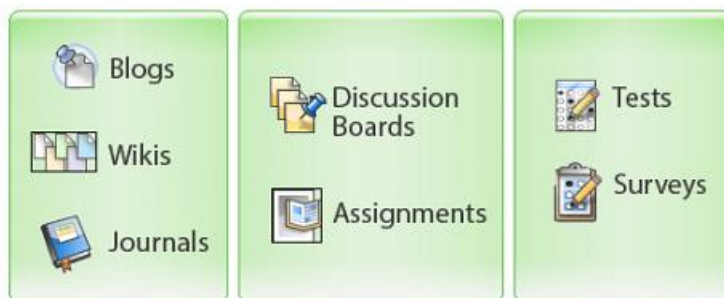 Blogs
Wikis
Journals
Discussion
Boards
Assignments
Tests
Surveys